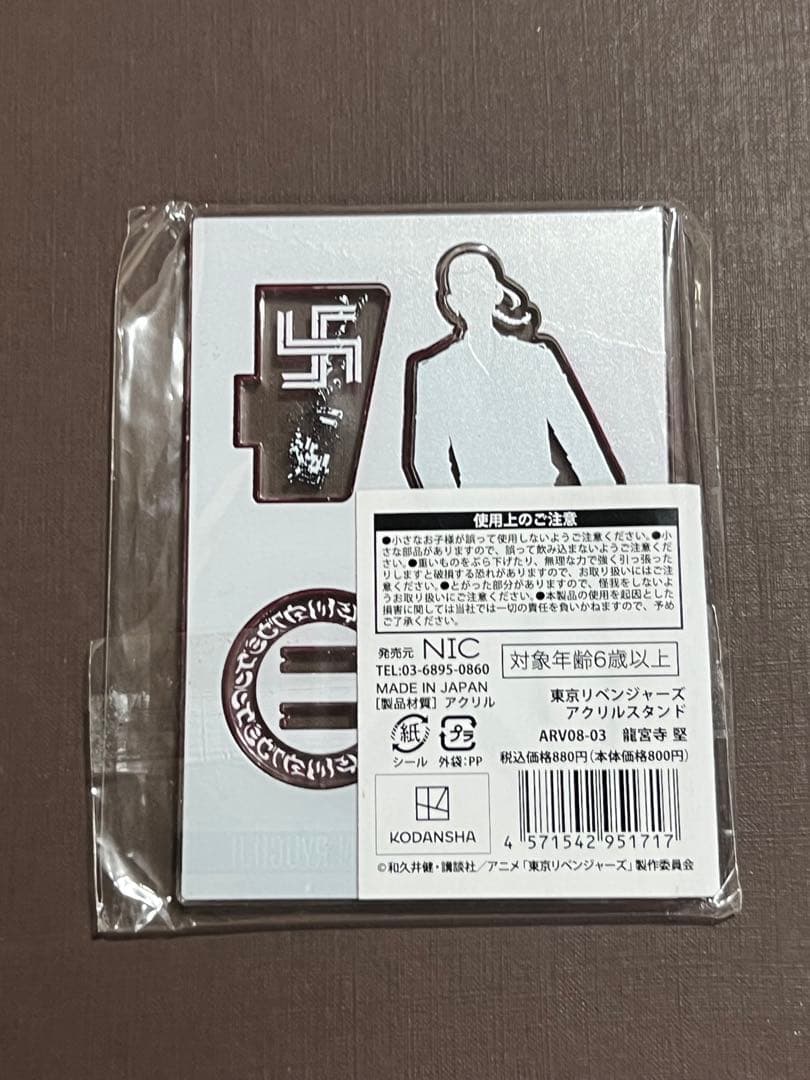 卍
使用上のご注意
●小さなお子様が誤って使用しないようご注意ください。●小
さな部品がありますので、誤って飲み込まないようご注意くだ
さい。●重いものをぶら下げたり、無理な力で強く引っ張った
りしますと破損する恐れがありますので、お取り扱いにはご注
意ください。●とがった部分がありますので、怪我をしないよ
うお取り扱いにご注意ください。●本製品の使用を起因とした
損害に関しては当社では一切の責任を負いかねますので、予め
ご了承ください。
発売元 NIC
対象年齢6歳以上
TEL:03-6895-0860
MADE IN JAPAN
[製品材質] アクリル
紙
プラ
シール 外袋:PP
東京リベンジャーズ
アクリルスタンド
ARV08-03 龍宮寺 堅
税込価格880円(本体価格800円)
KODANSHA
4 571542 951717
©和久井健・講談社/アニメ「東京リベンジャーズ」製作委員会